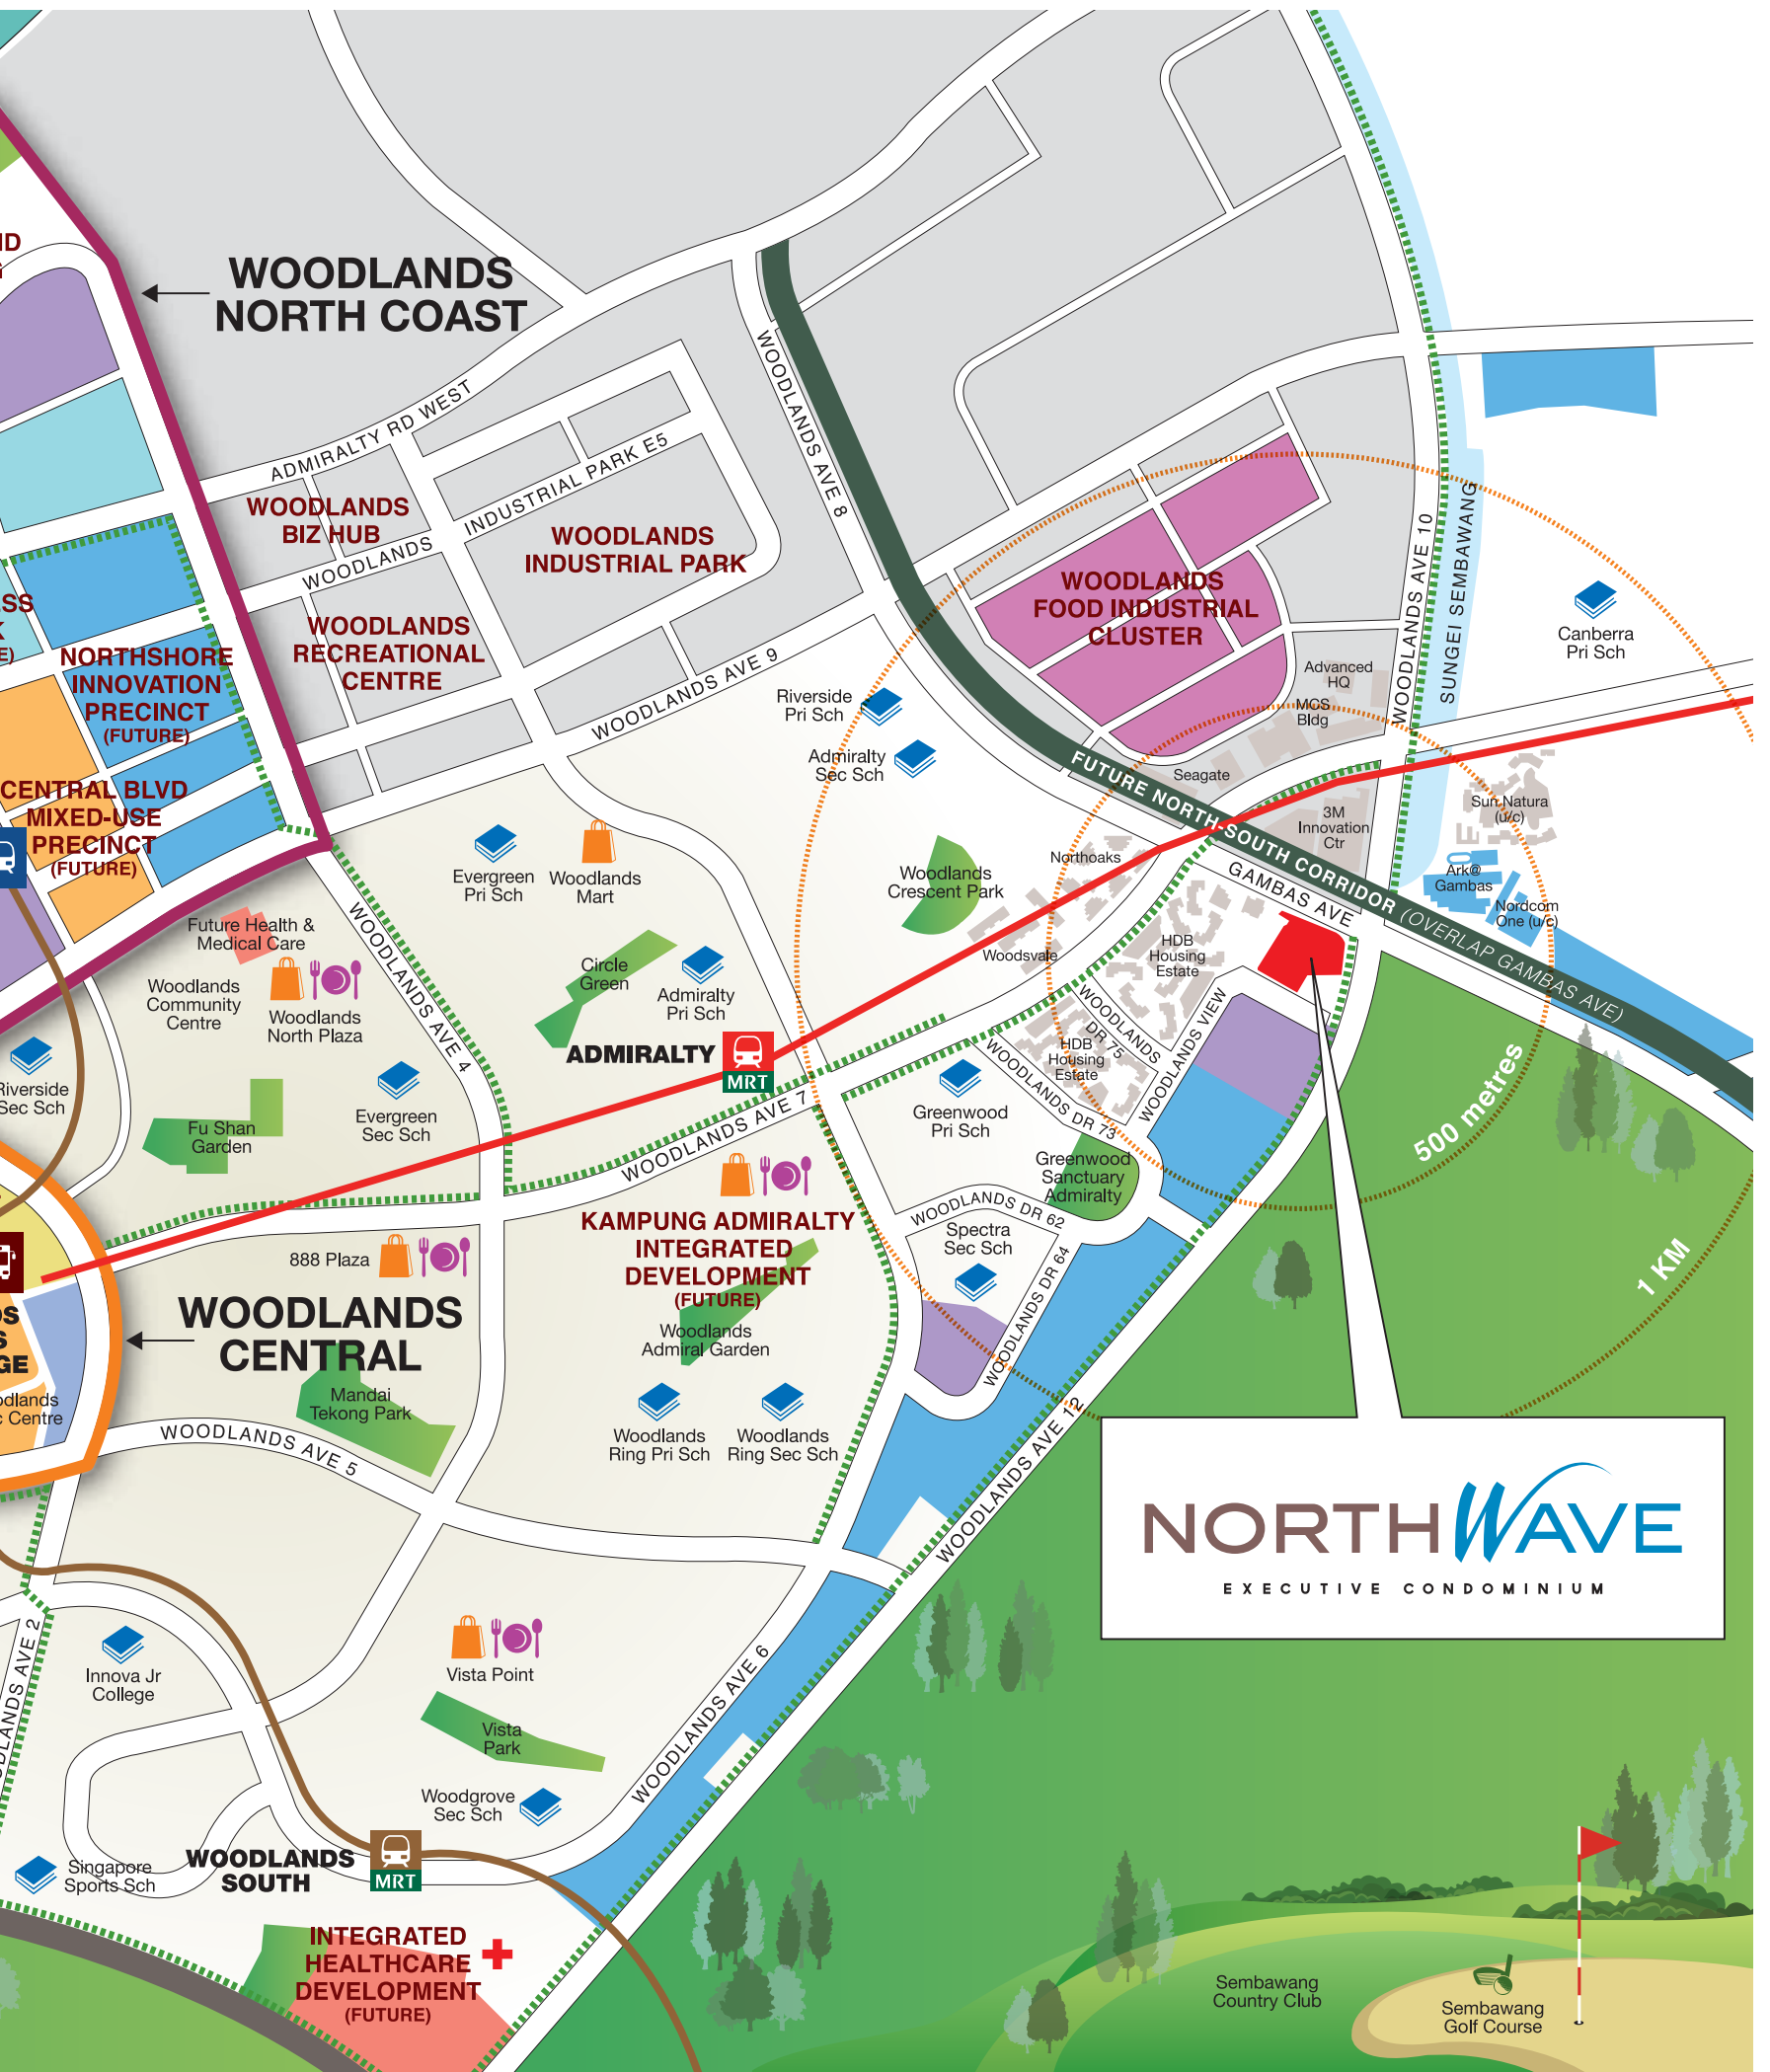 WOODLANDS
NORTH COAST
WOODLANDS AVE 8
ADMIRALTY RD WEST
WOODLANDS INDUSTRIAL PARK E5
WOODLANDS
BIZ HUB
WOODLANDS
INDUSTRIAL PARK
WOODLANDS
FOOD INDUSTRIAL
CLUSTER
WOODLANDS AVE 10
SUNGEI SEMBAWANG
Canberra
Pri Sch
WOODLANDS
RECREATIONAL
CENTRE
NORTHSHORE
INNOVATION
PRECINCT
(FUTURE)
WOODLANDS AVE 9
Riverside
Pri Sch
Admiralty
Sec Sch
Advanced
HQ
MCS
Bldg
Seagate
CENTRAL BLVD
MIXED-USE
PRECINCT
(FUTURE)
FUTURE NORTH-SOUTH CORRIDOR (OVERLAP GAMBAS AVE)
GAMBAS AVE
3M
Innovation
Ctr
Sun Natura
(u/c)
Ark@
Gambas
Nordcom
One (u/c)
Evergreen
Pri Sch
Woodlands
Mart
Woodlands
Crescent Park
Northoaks
Woodsvale
HDB
Housing
Estate
Future Health &
Medical Care
WOODLANDS AVE 4
Woodlands
Community
Centre
Woodlands
North Plaza
Circle
Green
Admiralty
Pri Sch
ADMIRALTY
MRT
WOODLANDS
DR 75
HDB
Housing
Estate
WOODLANDS VIEW
WOODLANDS DR 73
Riverside
Sec Sch
Fu Shan
Garden
Evergreen
Sec Sch
WOODLANDS AVE 7
Greenwood
Pri Sch
Greenwood
Sanctuary
Admiralty
500 metres
1 KM
KAMPUNG ADMIRALTY
INTEGRATED
DEVELOPMENT
(FUTURE)
WOODLANDS DR 62
Spectra
Sec Sch
WOODLANDS DR 64
888 Plaza
WOODLANDS
CENTRAL
Woodlands
Admiral Garden
Mandai
Tekong Park
Woodlands
Ring Pri Sch
Woodlands
Ring Sec Sch
WOODLANDS AVE 5
WOODLANDS AVE 12
NORTHWAVE
EXECUTIVE CONDOMINIUM
Innova Jr
College
Vista Point
Vista
Park
WOODLANDS AVE 6
Woodgrove
Sec Sch
Singapore
Sports Sch
WOODLANDS
SOUTH
MRT
INTEGRATED
HEALTHCARE
DEVELOPMENT
(FUTURE)
Sembawang
Country Club
Sembawang
Golf Course